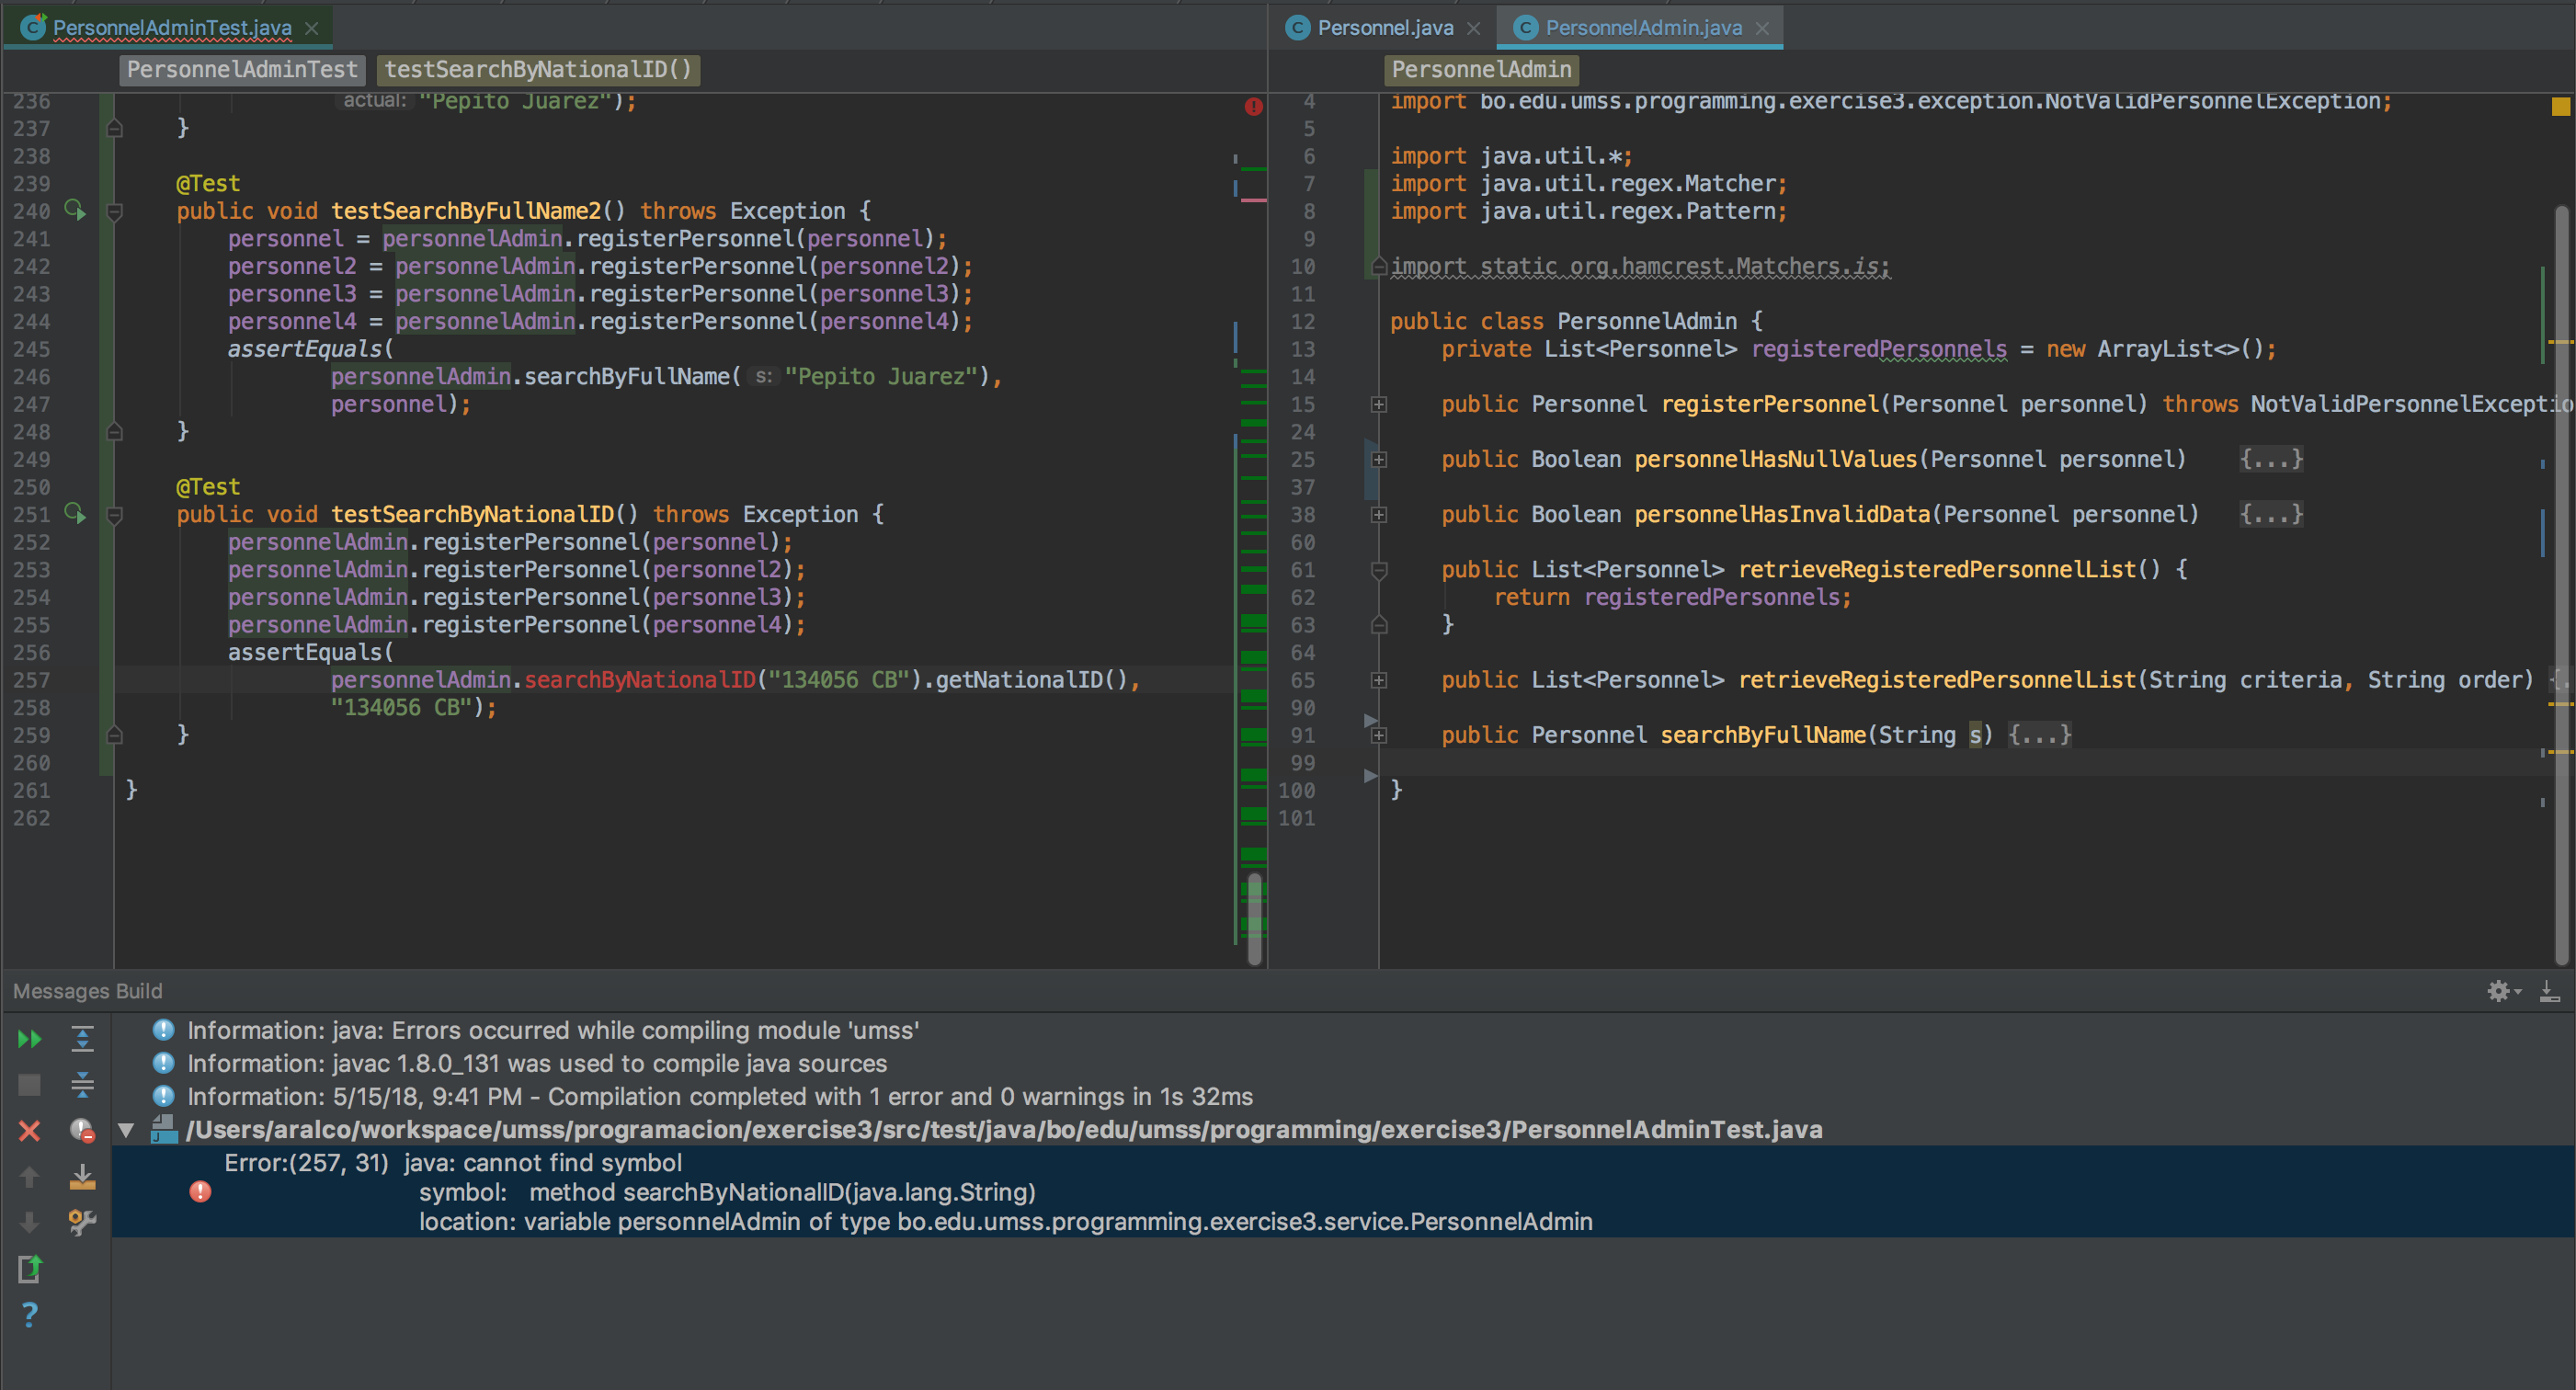 PersonnelAdminTest.java
PersonnelAdminTest testSearchByNationalID()
236 actual: "Pepito Juarez");
237 }
238
239 @Test
240 public void testSearchByFullName2() throws Exception {
241 personnel = personnelAdmin.registerPersonnel(personnel);
242 personnel2 = personnelAdmin.registerPersonnel(personnel2);
243 personnel3 = personnelAdmin.registerPersonnel(personnel3);
244 personnel4 = personnelAdmin.registerPersonnel(personnel4);
245 assertEquals(
246 personnelAdmin.searchByFullName( s: "Pepito Juarez"),
247 personnel);
248 }
249
250 @Test
251 public void testSearchByNationalID() throws Exception {
252 personnelAdmin.registerPersonnel(personnel);
253 personnelAdmin.registerPersonnel(personnel2);
254 personnelAdmin.registerPersonnel(personnel3);
255 personnelAdmin.registerPersonnel(personnel4);
256 assertEquals(
257 personnelAdmin.searchByNationalID("134056 CB").getNationalID(),
258 "134056 CB");
259 }
260
261 }
262
Personnel.java PersonnelAdmin.java
PersonnelAdmin
4 import bo.edu.umss.programming.exercise3.exception.NotValidPersonnelException;
5
6 import java.util.*;
7 import java.util.regex.Matcher;
8 import java.util.regex.Pattern;
9
10 import static org.hamcrest.Matchers.is;
11
12 public class PersonnelAdmin {
13 private List<Personnel> registeredPersonnels = new ArrayList<>();
14
15 public Personnel registerPersonnel(Personnel personnel) throws NotValidPersonnelExceptio
24
25 public Boolean personnelHasNullValues(Personnel personnel) {...}
37
38 public Boolean personnelHasInvalidData(Personnel personnel) {...}
60
61 public List<Personnel> retrieveRegisteredPersonnelList() {
62 return registeredPersonnels;
63 }
64
65 public List<Personnel> retrieveRegisteredPersonnelList(String criteria, String order) {.
90
91 public Personnel searchByFullName(String s) {...}
99
100 }
101
Messages Build
Information: java: Errors occurred while compiling module 'umss'
Information: javac 1.8.0_131 was used to compile java sources
Information: 5/15/18, 9:41 PM - Compilation completed with 1 error and 0 warnings in 1s 32ms
/Users/aralco/workspace/umss/programacion/exercise3/src/test/java/bo/edu/umss/programming/exercise3/PersonnelAdminTest.java
Error:(257, 31) java: cannot find symbol
symbol: method searchByNationalID(java.lang.String)
location: variable personnelAdmin of type bo.edu.umss.programming.exercise3.service.PersonnelAdmin